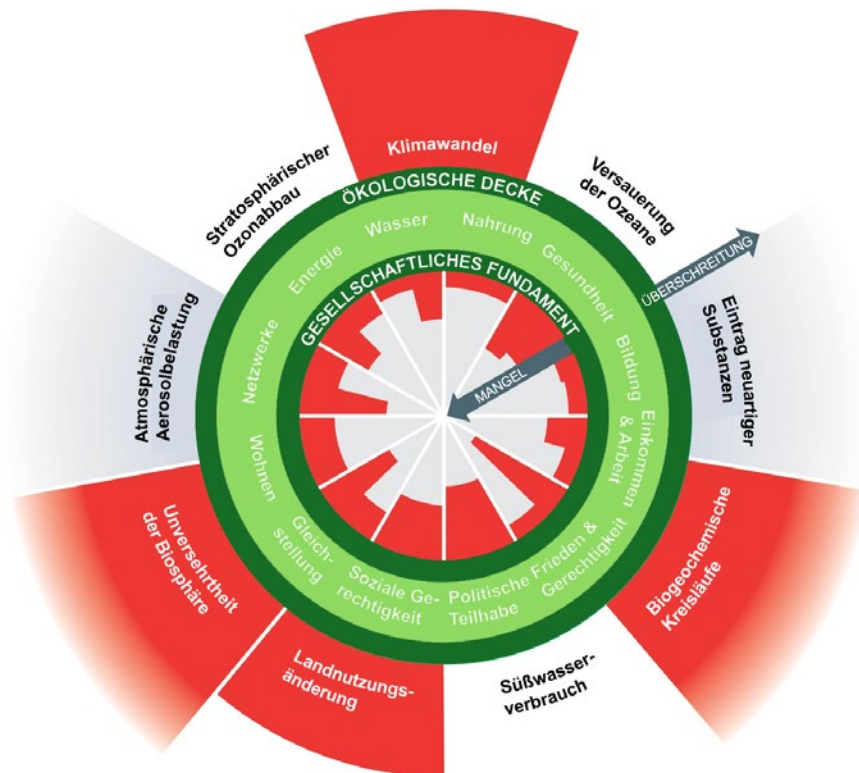 Klimawandel
Versauerung
der Ozeane
ÜBERSCHREITUNG
Eintrag neuartiger
Substanzen
Biogeochemische
Kreisläufe
Süßwasser-
verbrauch
Landnutzungs-
änderung
Unversehrtheit
der Biosphäre
Atmosphärische
Aerosolbelastung
Stratosphärischer
Ozonabbau
ÖKOLOGISCHE DECKE
Wasser
Nahrung
Gesundheit
Bildung
Einkommen
& Arbeit
Frieden &
Gerechtigkeit
Politische
Teilhabe
Soziale Ge-
rechtigkeit
Gleich-
stellung
Wohnen
Netzwerke
Energie
GESELLSCHAFTLICHES FUNDAMENT
MANGEL